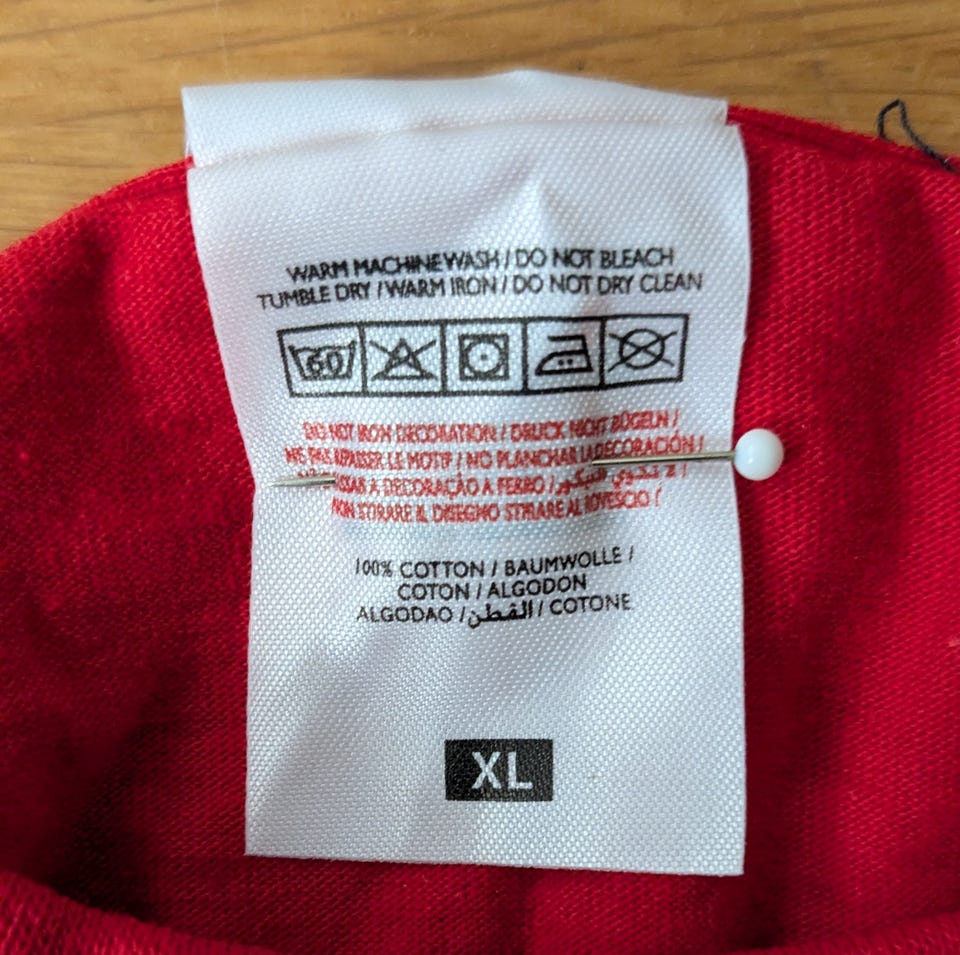 WARM MACHINE WASH / DO NOT BLEACH
TUMBLE DRY / WARM IRON / DO NOT DRY CLEAN
60
DO NOT IRON DECORATION / DRUCK NICHT BÜGELN /
NE PAS REPASSER LE MOTIF / NO PLANCHAR LA DECORACIÓN /
A DECORAÇÃO A FERRO / لا تكوي /
NON STIRARE IL DISEGNO STIRARE AL ROVESCIO /
100% COTTON / BAUMWOLLE /
COTON / ALGODON
ALGODAO / القطن / COTONE
XL